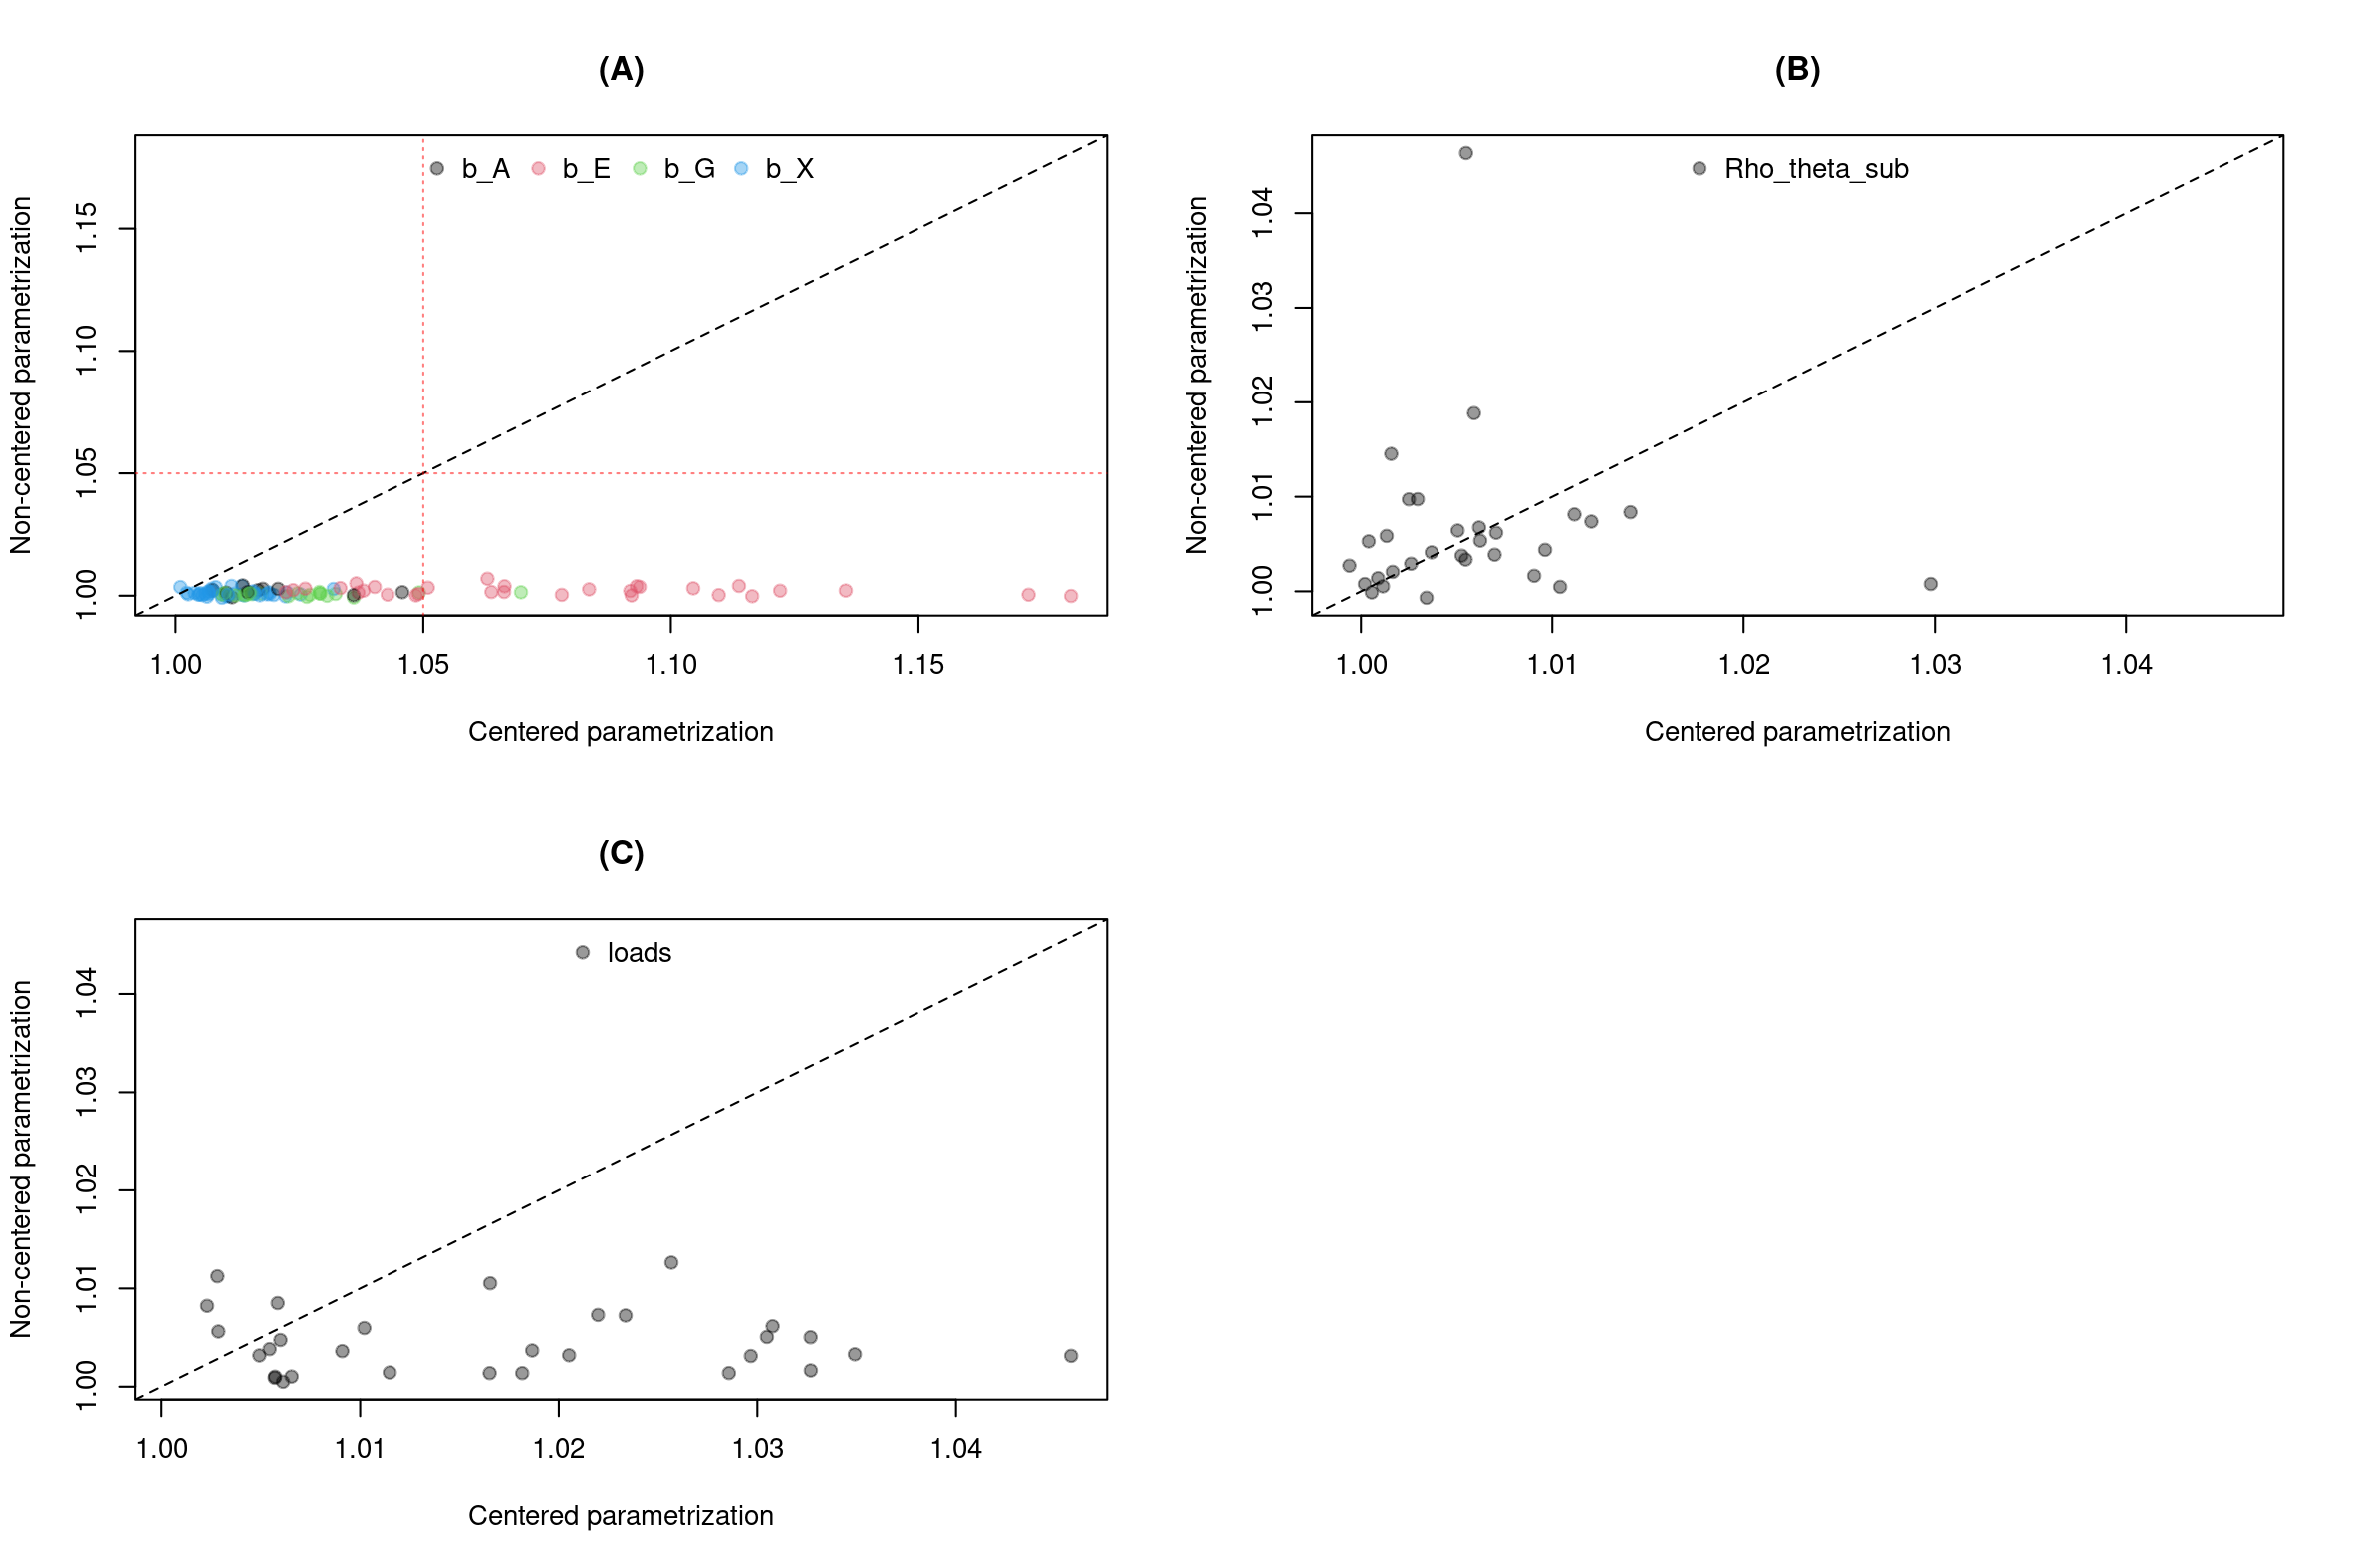 (A)
b_A b_E b_G b_X
Non-centered parametrization
1.15
1.10
1.05
1.00
1.00 1.05 1.10 1.15
Centered parametrization
(B)
Rho_theta_sub
Non-centered parametrization
1.04
1.03
1.02
1.01
1.00
1.00 1.01 1.02 1.03 1.04
Centered parametrization
(C)
loads
Non-centered parametrization
1.04
1.03
1.02
1.01
1.00
1.00 1.01 1.02 1.03 1.04
Centered parametrization